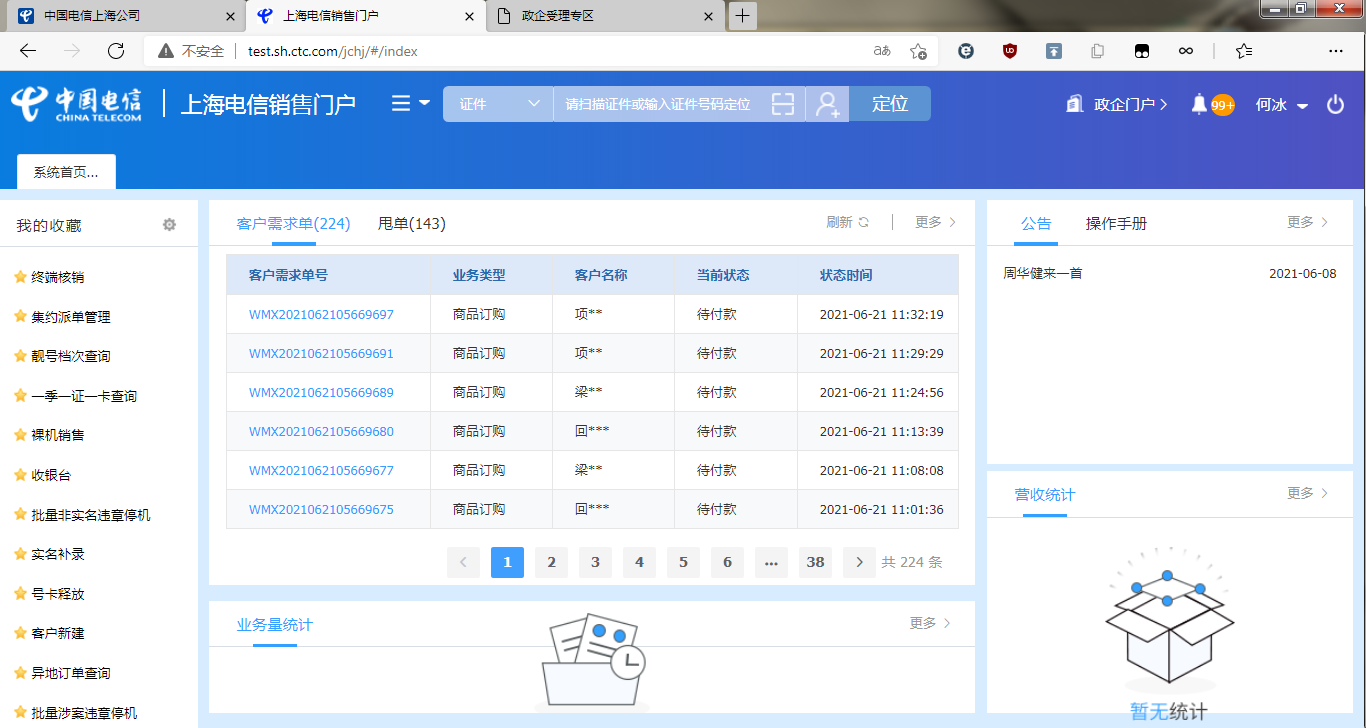 中国电信上海公司
上海电信销售门户
政企受理专区
不安全
test.sh.ctc.com/jchj/#/index
aあ
中国电信
CHINA TELECOM
上海电信销售门户
证件
请扫描证件或输入证件号码定位
定位
政企门户
99+
何冰
系统首页...
我的收藏
终端核销
集约派单管理
靓号档次查询
一季一证一卡查询
裸机销售
收银台
批量非实名违章停机
实名补录
号卡释放
客户新建
异地订单查询
批量涉案违章停机
客户需求单(224) 甩单(143) 刷新 更多
客户需求单号 业务类型 客户名称 当前状态 状态时间
WMX2021062105669697 商品订购 项** 待付款 2021-06-21 11:32:19
WMX2021062105669691 商品订购 项** 待付款 2021-06-21 11:29:29
WMX2021062105669689 商品订购 梁** 待付款 2021-06-21 11:24:56
WMX2021062105669680 商品订购 回*** 待付款 2021-06-21 11:13:39
WMX2021062105669677 商品订购 梁** 待付款 2021-06-21 11:08:08
WMX2021062105669675 商品订购 回*** 待付款 2021-06-21 11:01:36
1 2 3 4 5 6 ... 38 共 224 条
业务量统计 更多
公告 操作手册 更多
周华健来一首 2021-06-08
营收统计 更多
暂无统计